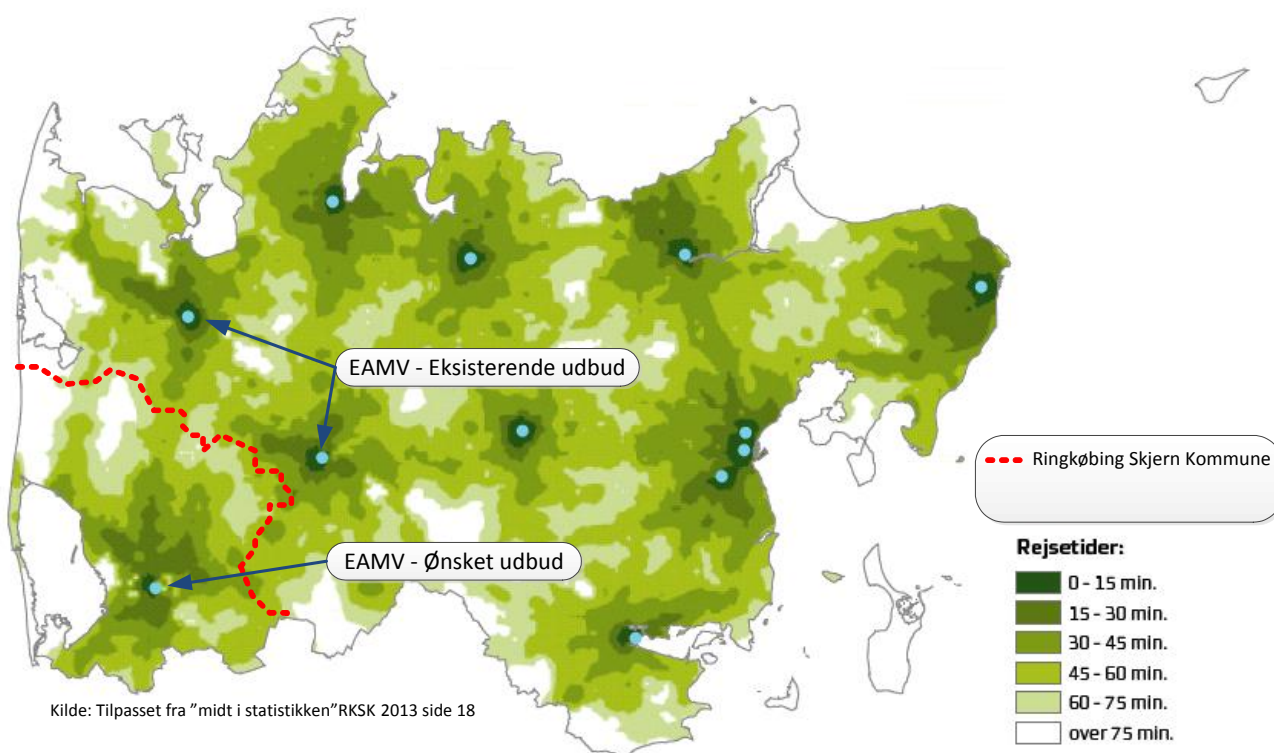 EAMV - Eksisterende udbud
Ringkøbing Skjern Kommune
EAMV - Ønsket udbud
Rejsetider:
0 - 15 min.
15 - 30 min.
30 - 45 min.
45 - 60 min.
60 - 75 min.
over 75 min.
Kilde: Tilpasset fra ”midt i statistikken”RKSK 2013 side 18